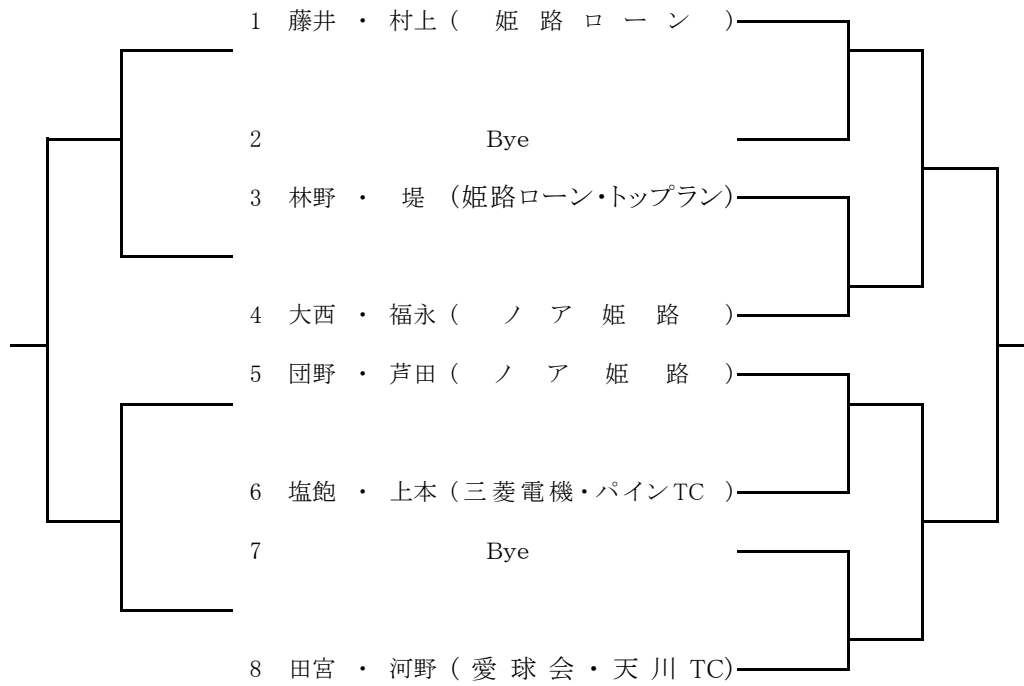 1 藤井 ・ 村上 ( 姫路ローン )
2 Bye
3 林野 ・ 堤 (姫路ローン・トップラン)
4 大西 ・ 福永 ( ノア姫路 )
5 団野 ・ 芦田 ( ノア姫路 )
6 塩飽 ・ 上本 (三菱電機・パインTC )
7 Bye
8 田宮 ・ 河野 (愛球会・天川TC)